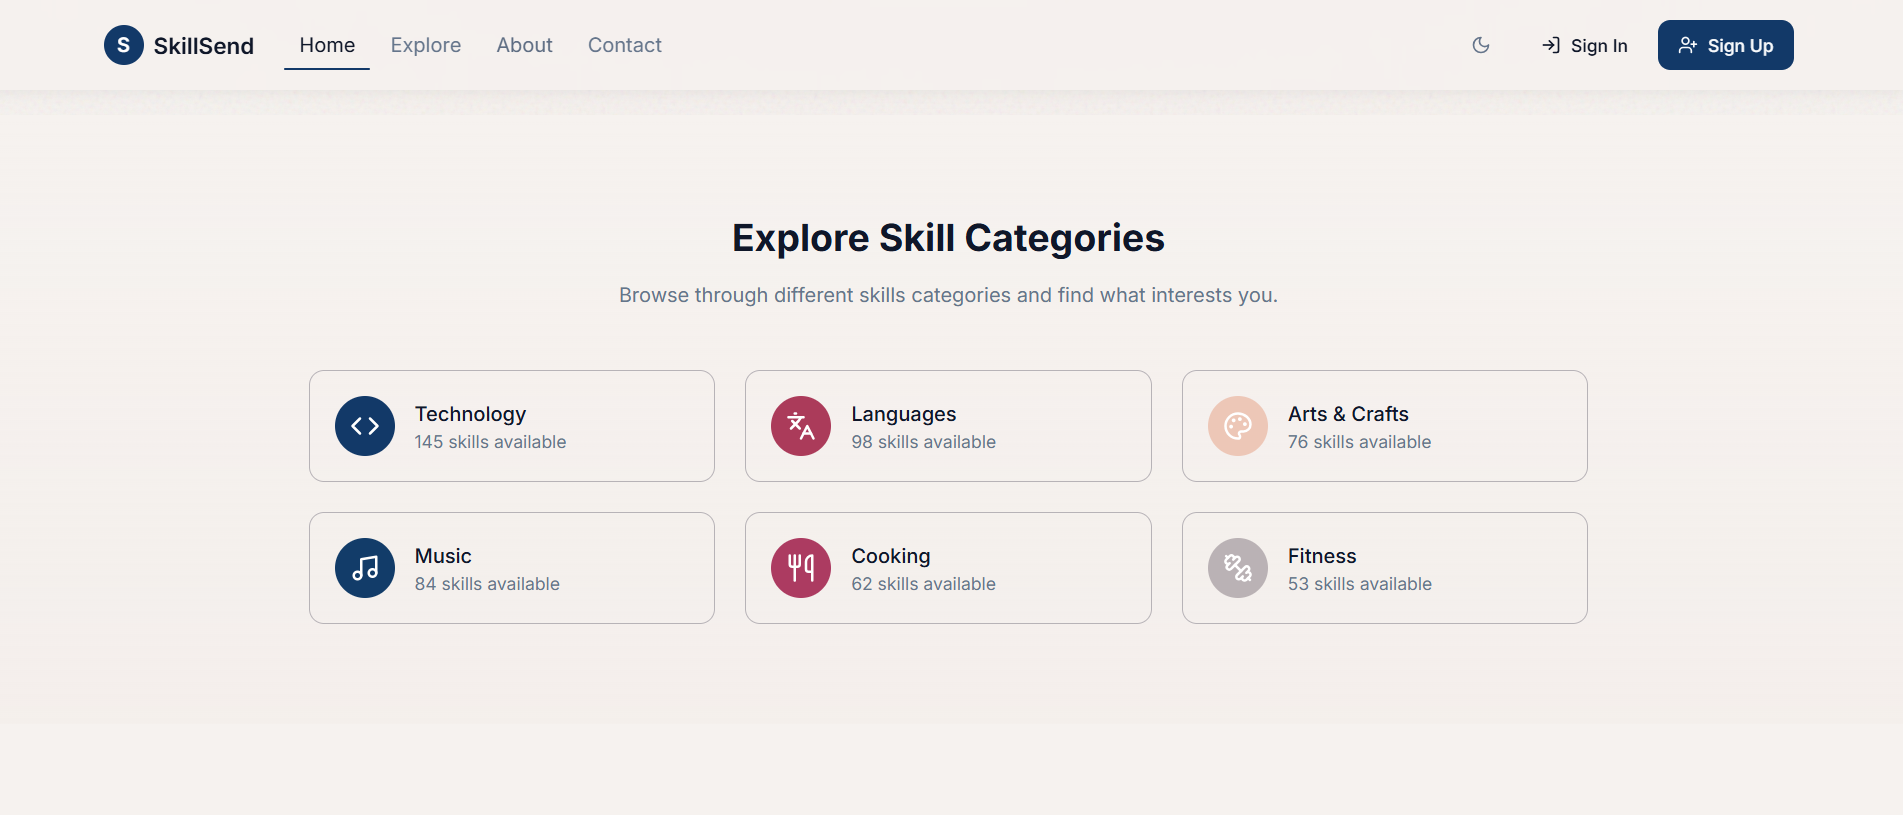 S SkillSend Home Explore About Contact Sign In Sign Up
Explore Skill Categories
Browse through different skills categories and find what interests you.
Technology
145 skills available
Languages
98 skills available
Arts & Crafts
76 skills available
Music
84 skills available
Cooking
62 skills available
Fitness
53 skills available